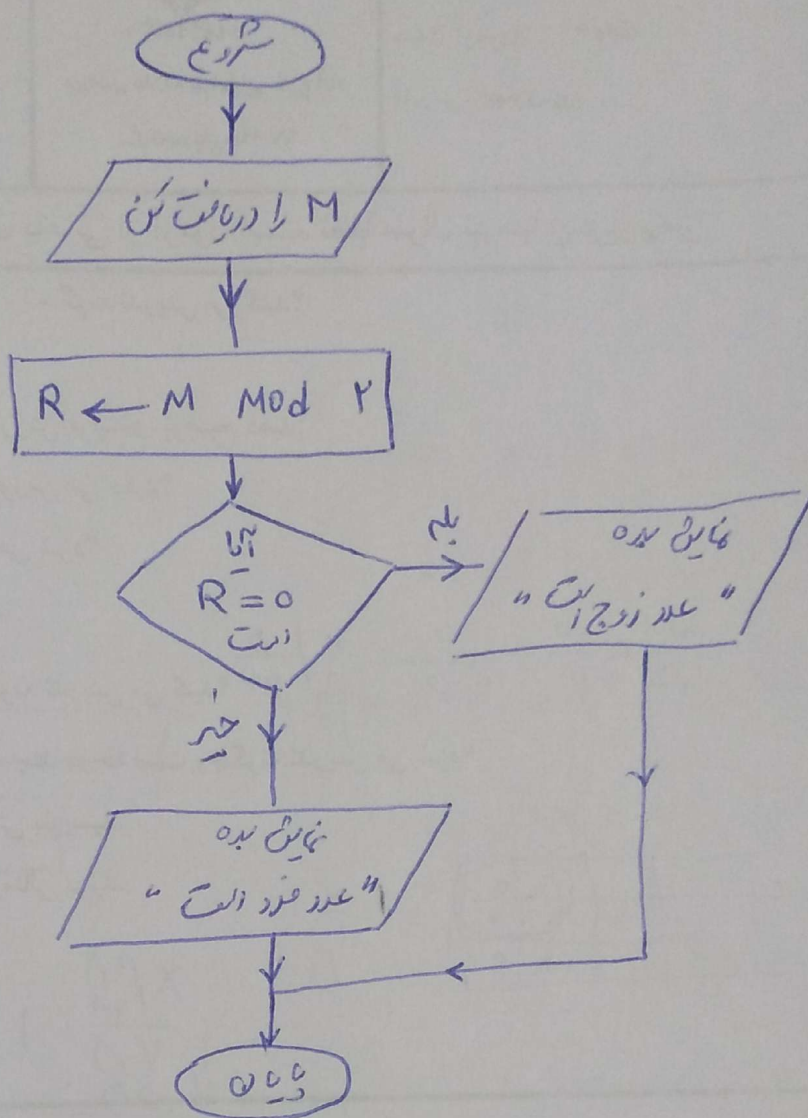 شروع
M را دریافت کن
R ← M Mod ۲
آیا
R = ۰
است
بله
نمایش بده
"عدد زوج است"
خیر
نمایش بده
"عدد فرد است"
پایان